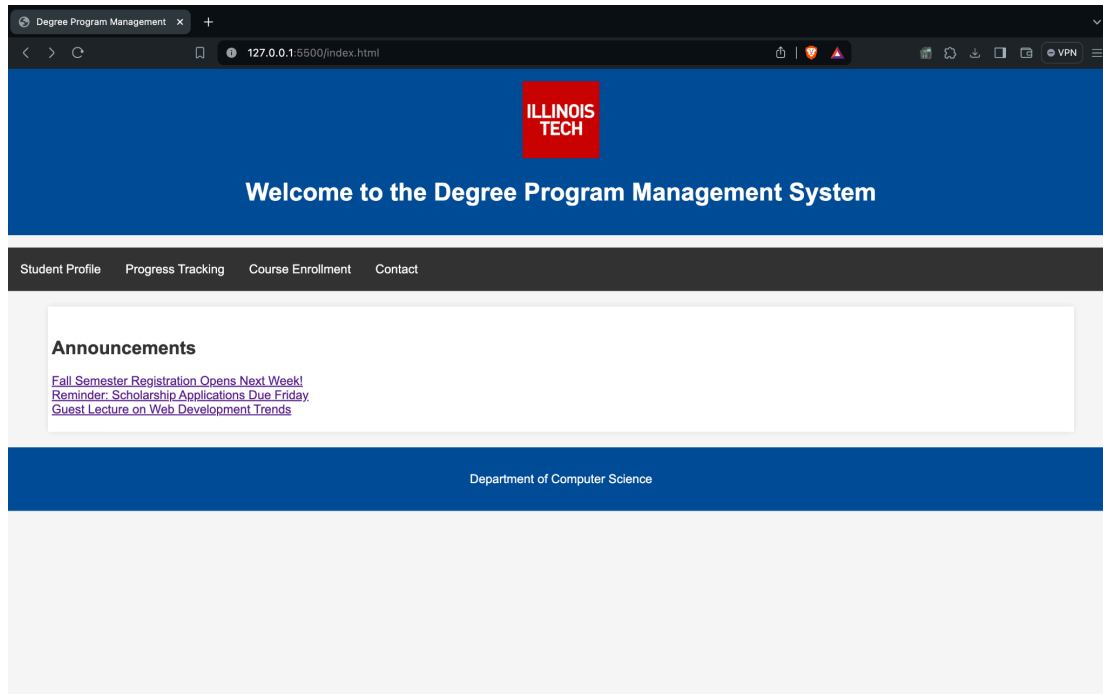 Degree Program Management
127.0.0.1:5500/index.html
VPN
ILLINOIS
TECH
Welcome to the Degree Program Management System
Student Profile Progress Tracking Course Enrollment Contact
Announcements
Fall Semester Registration Opens Next Week!
Reminder: Scholarship Applications Due Friday
Guest Lecture on Web Development Trends
Department of Computer Science